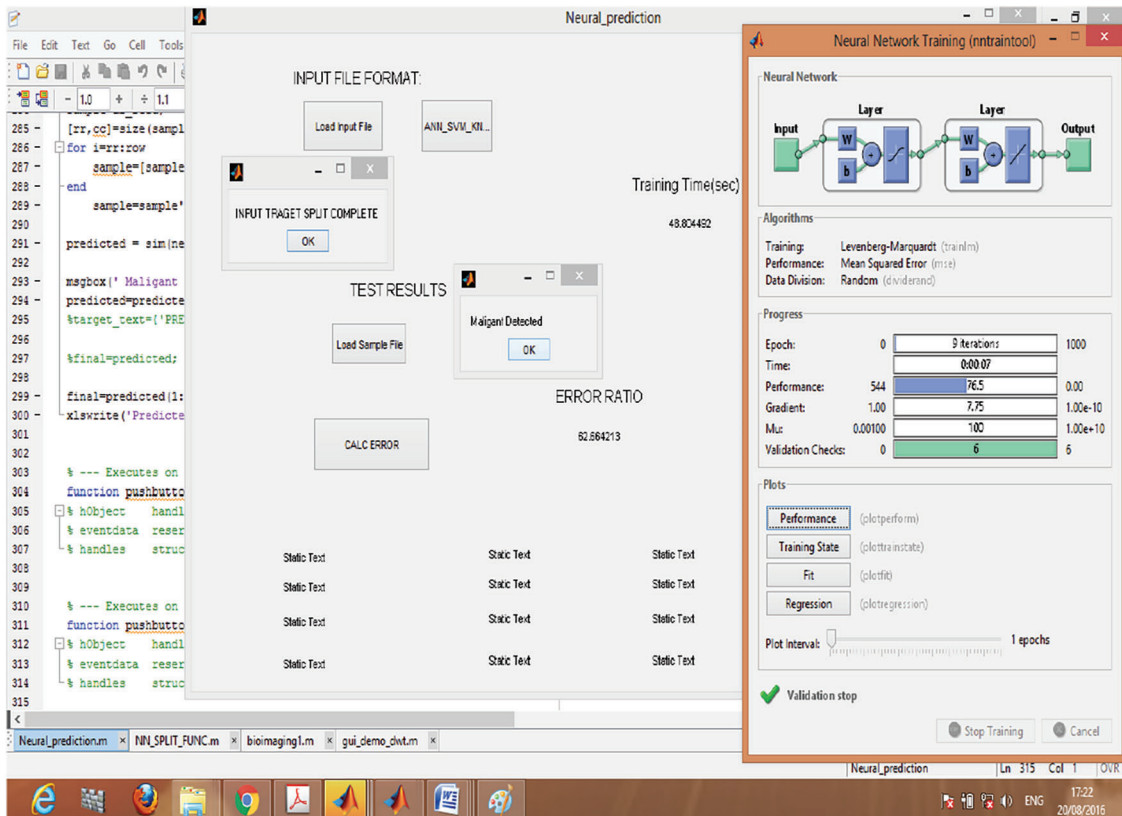 Neural_prediction
File Edit Text Go Cell Tools
1.0 + ÷ 1.1
285 - [rr,cc]=size(sampl
286 - for i=rr:row
287 - sample=[sample
288 - end
289 - sample=sample'
290
291 - predicted = sim(ne
292
293 - msgbox(' Maligant
294 - predicted=predicte
295 %target_text={'PRE
296
297 %final=predicted;
298
299 - final=predicted(1:
300 - xlswrite('Predicte
301
302
303 % --- Executes on
304 function pushbutto
305 % hObject handl
306 % eventdata reser
307 % handles struc
308
309
310 % --- Executes on
311 function pushbutto
312 % hObject handl
313 % eventdata reser
314 % handles struc
315
Neural_prediction.m × NN_SPLIT_FUNC.m × bioimaging1.m × gui_demo_dwt.m ×
INPUT FILE FORMAT:
Load Input File
ANN_SVM_KN...
INPUT TRAGET SPLIT COMPLETE
OK
Training Time(sec)
48.804492
TEST RESULTS
Load Sample File
Maligant Detected
OK
ERROR RATIO
62.664213
CALC ERROR
Static Text Static Text Static Text
Static Text Static Text Static Text
Static Text Static Text Static Text
Static Text Static Text Static Text
Neural Network Training (nntraintool)
Neural Network
Layer Layer
Input Output
W W
b b
Algorithms
Training: Levenberg-Marquardt (trainlm)
Performance: Mean Squared Error (mse)
Data Division: Random (dividerand)
Progress
Epoch: 0 9 iterations 1000
Time: 0:00:07
Performance: 544 76.5 0.00
Gradient: 1.00 7.75 1.00e-10
Mu: 0.00100 100 1.00e+10
Validation Checks: 0 6 6
Plots
Performance (plotperform)
Training State (plottrainstate)
Fit (plotfit)
Regression (plotregression)
Plot Interval: 1 epochs
Validation stop
Stop Training Cancel
Neural_prediction Ln 315 Col 1 OVR
ENG 17:22
20/08/2016